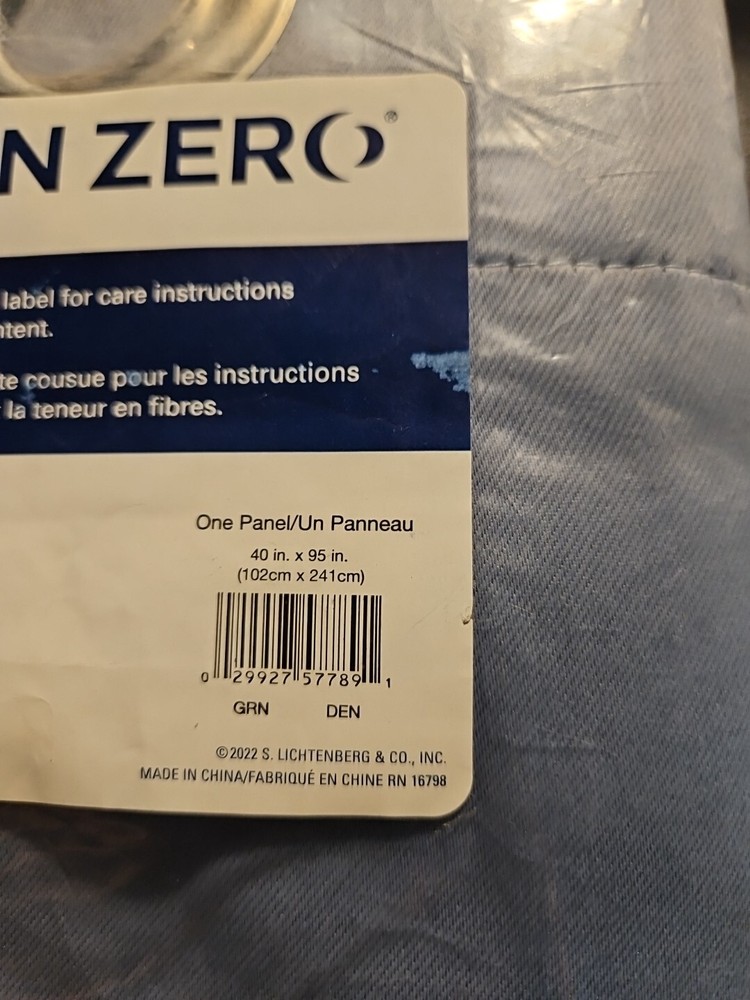 N ZERO®
label for care instructions
ntent.
te cousue pour les instructions
la teneur en fibres.
One Panel/Un Panneau
40 in. x 95 in.
(102cm x 241cm)
0 29927 57789 1
GRN DEN
©2022 S. LICHTENBERG & CO., INC.
MADE IN CHINA/FABRIQUÉ EN CHINE RN 16798